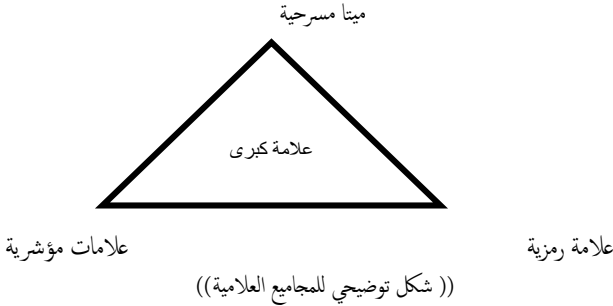 ميتا مسرحية
علامة كبرى
علامة رمزية
علامات مؤشرية
(( شكل توضيحي للمجاميع العلامية))